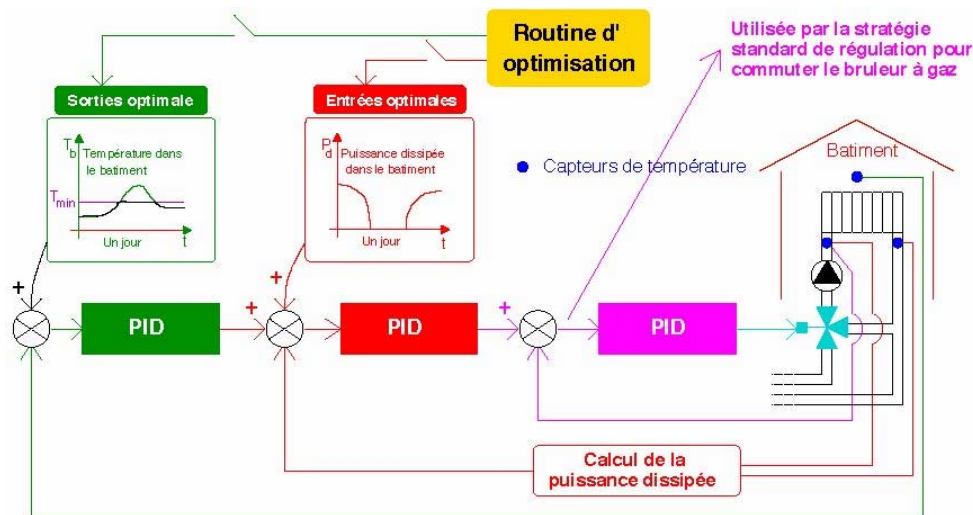 Routine d'
optimisation
Utilisée par la stratégie
standard de régulation pour
commuter le bruleur à gaz
Sorties optimale
Entrées optimales
T b
Température dans
le batiment
T min
Un jour
t
P d
Puissance dissipée
dans le batiment
Un jour
t
Capteurs de température
Batiment
+
+
+
PID
PID
PID
Calcul de la
puissance dissipée